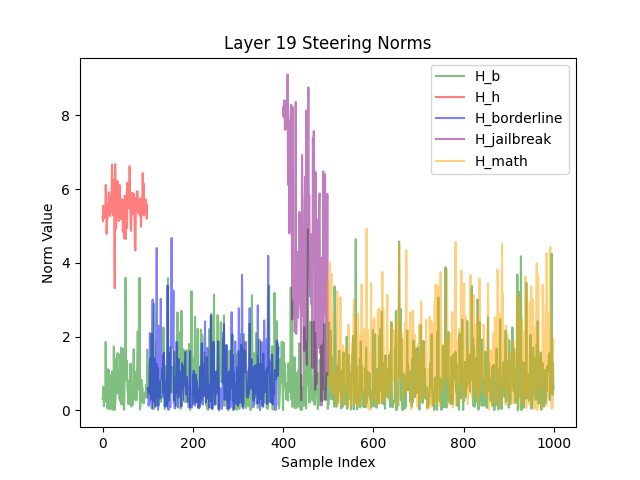 Layer 19 Steering Norms
H_b
H_h
H_borderline
H_jailbreak
H_math
Norm Value
8
6
4
2
0
0 200 400 600 800 1000
Sample Index